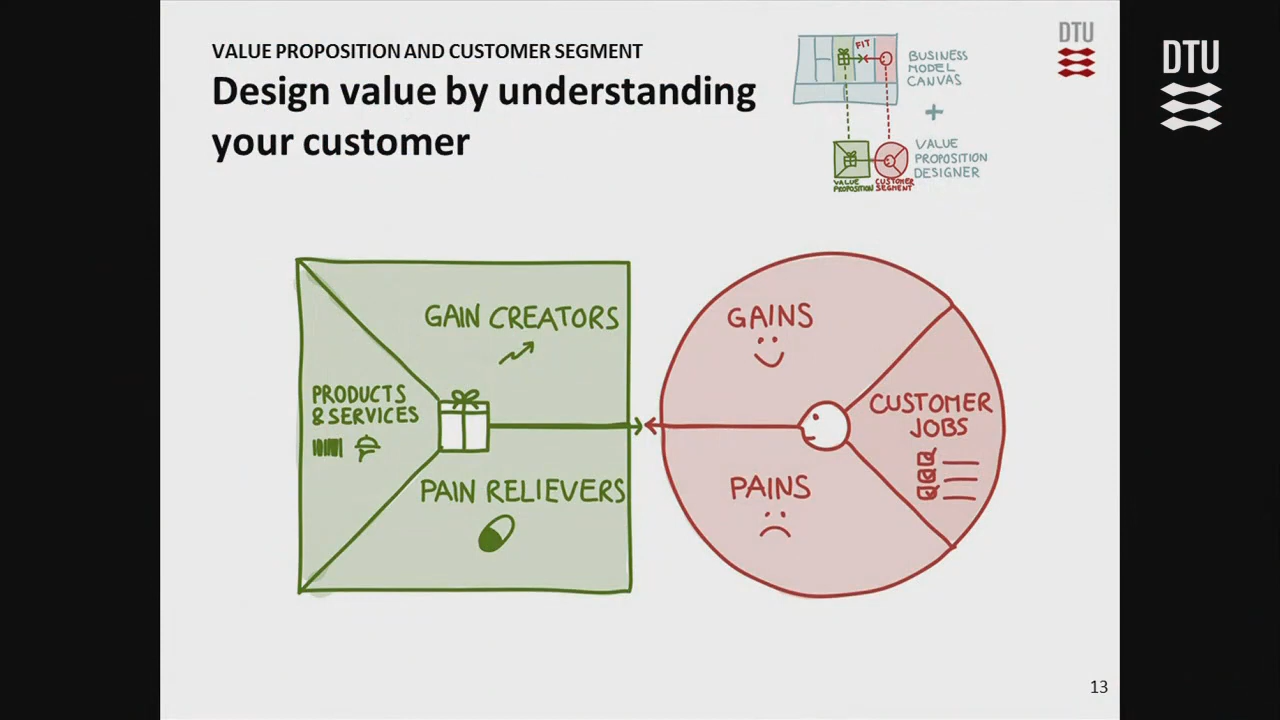 VALUE PROPOSITION AND CUSTOMER SEGMENT
Design value by understanding
your customer
FIT
BUSINESS
MODEL
CANVAS
+
VALUE
PROPOSITION
DESIGNER
VALUE
PROPOSITION
CUSTOMER
SEGMENT
DTU
DTU
GAIN CREATORS
PRODUCTS
& SERVICES
PAIN RELIEVERS
GAINS
CUSTOMER
JOBS
PAINS
13